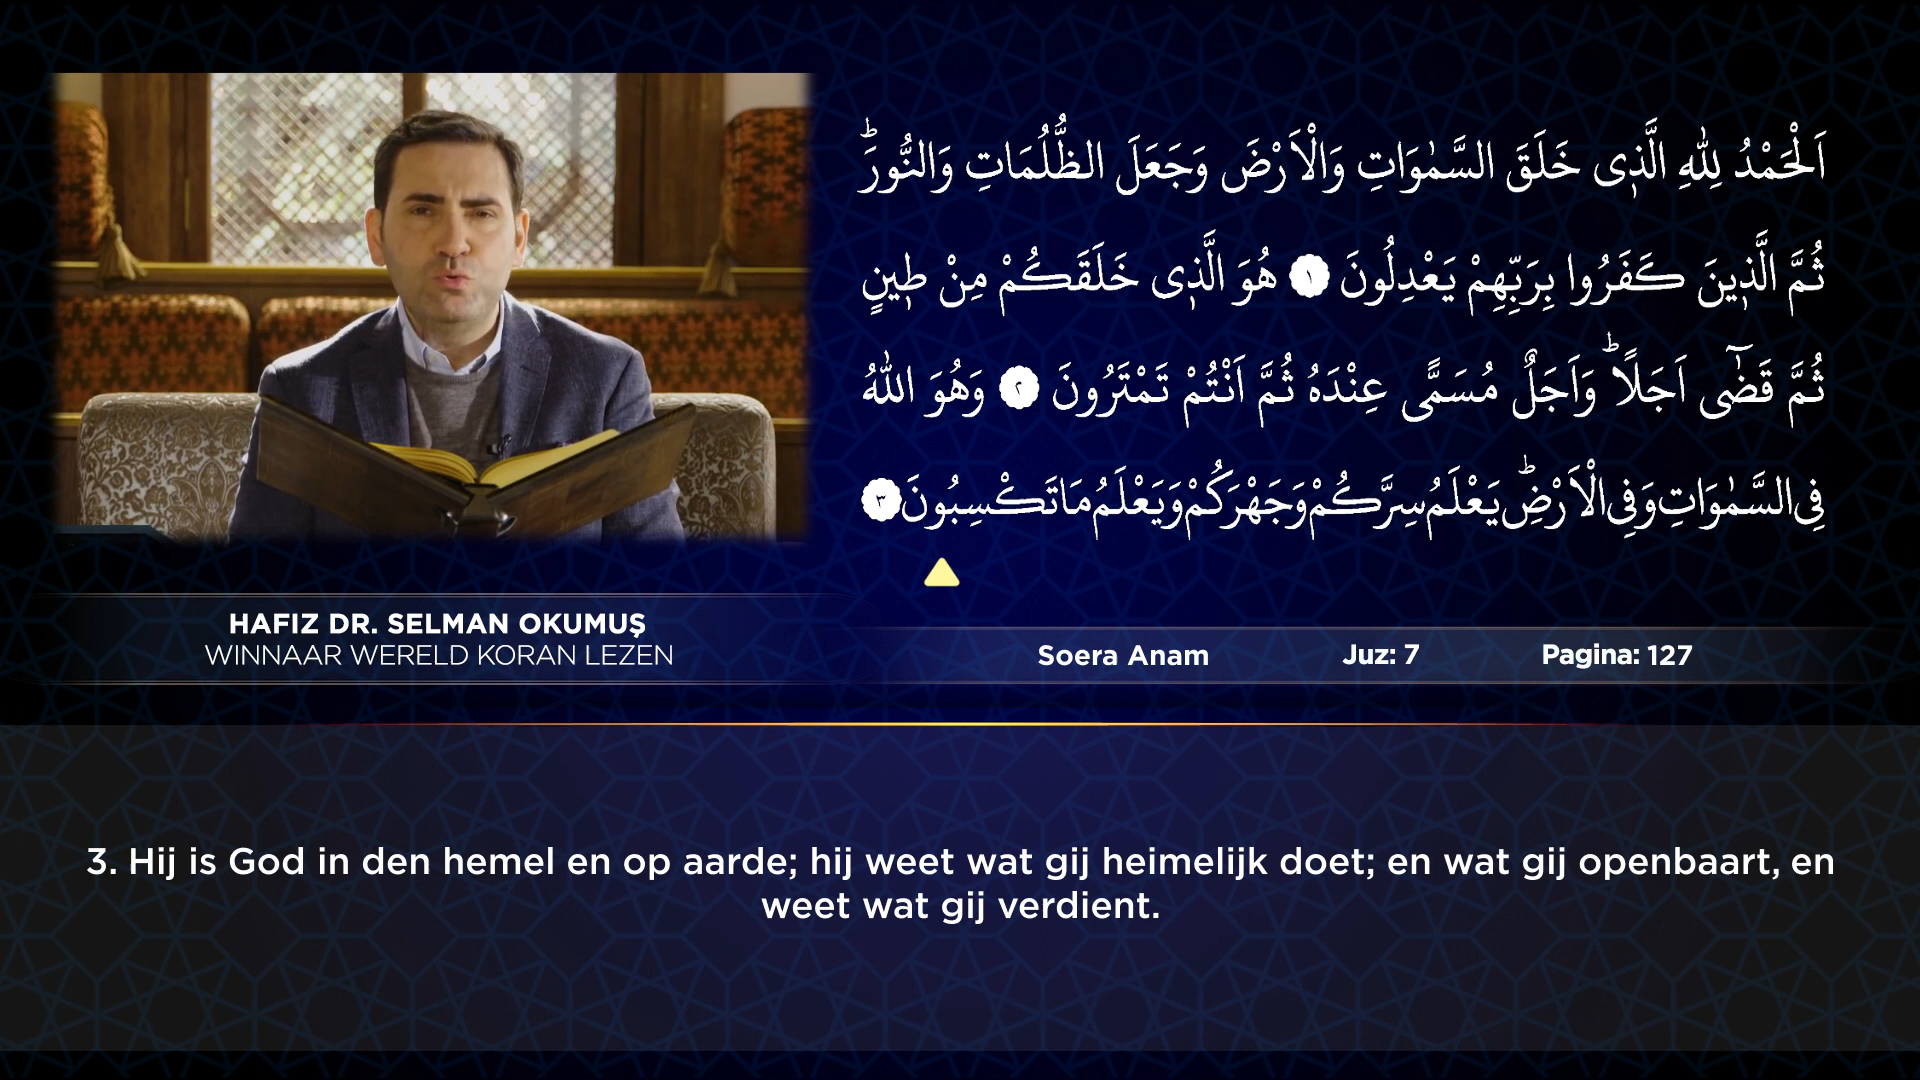 اَلْحَمْدُ لِلّٰهِ الَّذٖى خَلَقَ السَّمٰوَاتِ وَالْاَرْضَ وَجَعَلَ الظُّلُمَاتِ وَالنُّورَؕ
ثُمَّ الَّذٖينَ كَفَرُوا بِرَبِّهِمْ يَعْدِلُونَ ١ هُوَ الَّذٖى خَلَقَكُمْ مِنْ طٖينٍ
ثُمَّ قَضٰٓى اَجَلًاؕ وَاَجَلٌ مُسَمًّى عِنْدَهُ ثُمَّ اَنْتُمْ تَمْتَرُونَ ٢ وَهُوَ اللّٰهُ
فِى السَّمٰوَاتِ وَفِى الْاَرْضِؕ يَعْلَمُ سِرَّكُمْ وَجَهْرَكُمْ وَيَعْلَمُ مَا تَكْسِبُونَ ٣
HAFIZ DR. SELMAN OKUMUŞ
WINNAAR WERELD KORAN LEZEN
Soera Anam Juz: 7 Pagina: 127
3. Hij is God in den hemel en op aarde; hij weet wat gij heimelijk doet; en wat gij openbaart, en
weet wat gij verdient.